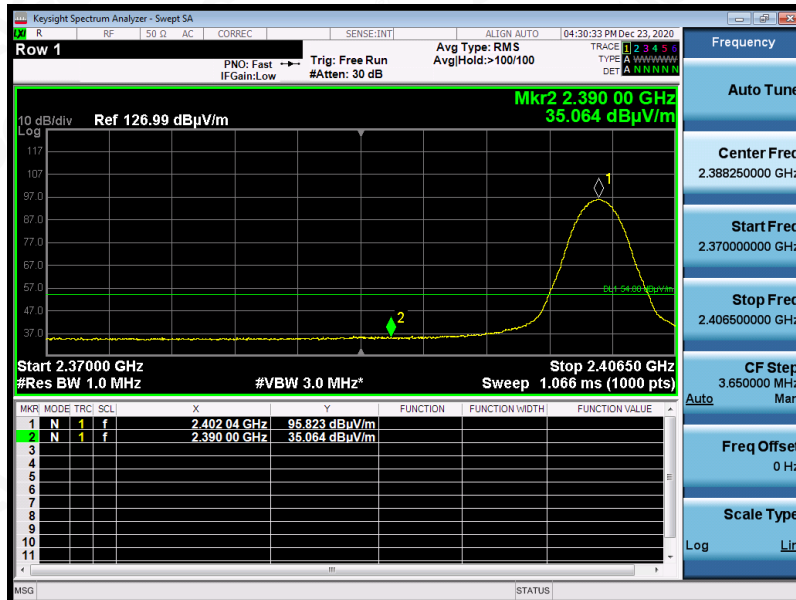 Keysight Spectrum Analyzer - Swept SA
LXI R RF 50 Ω AC CORREC SENSE:INT ALIGN AUTO 04:30:33 PM Dec 23, 2020
Row 1
PNO: Fast
IFGain:Low
Trig: Free Run
#Atten: 30 dB
Avg Type: RMS
Avg|Hold:>100/100
TRACE 1 2 3 4 5 6
TYPE A WWWWW
DET A N N N N N
Mkr2 2.390 00 GHz
35.064 dBµV/m
10 dB/div Ref 126.99 dBµV/m
Log
117
107
97.0
87.0
77.0
67.0
57.0
47.0
37.0
1
2
DL1 54.00 dBµV/m
Start 2.37000 GHz Stop 2.40650 GHz
#Res BW 1.0 MHz #VBW 3.0 MHz* Sweep 1.066 ms (1000 pts)
MKR MODE TRC SCL X Y FUNCTION FUNCTION WIDTH FUNCTION VALUE
1 N 1 f 2.402 04 GHz 95.823 dBµV/m
2 N 1 f 2.390 00 GHz 35.064 dBµV/m
3
4
5
6
7
8
9
10
11
MSG STATUS
Frequency
Auto Tune
Center Freq
2.388250000 GHz
Start Freq
2.370000000 GHz
Stop Freq
2.406500000 GHz
CF Step
3.650000 MHz
Auto Man
Freq Offset
0 Hz
Scale Type
Log Lin